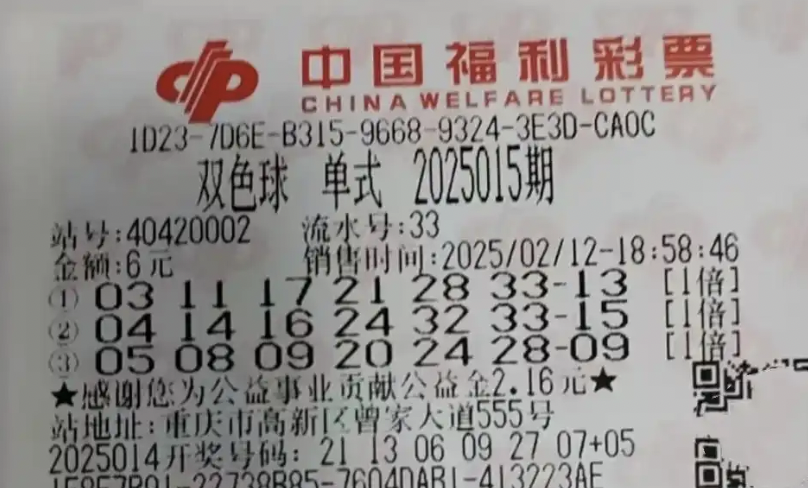 中国福利彩票
CHINA WELFARE LOTTERY
1D23-7D6E-B315-9668-9324-3E3D-CA0C
双色球 单式 2025015期
站号:40420002 流水号:33
金额:6元 销售时间:2025/02/12-18:58:46
① 03 11 17 21 28 33-13 [1倍]
② 04 14 16 24 32 33-15 [1倍]
③ 05 08 09 20 24 28-09 [1倍]
★感谢您为公益事业贡献公益金2.16元★
站地址:重庆市高新区曾家大道555号
2025014开奖号码: 21 13 06 09 27 07+05